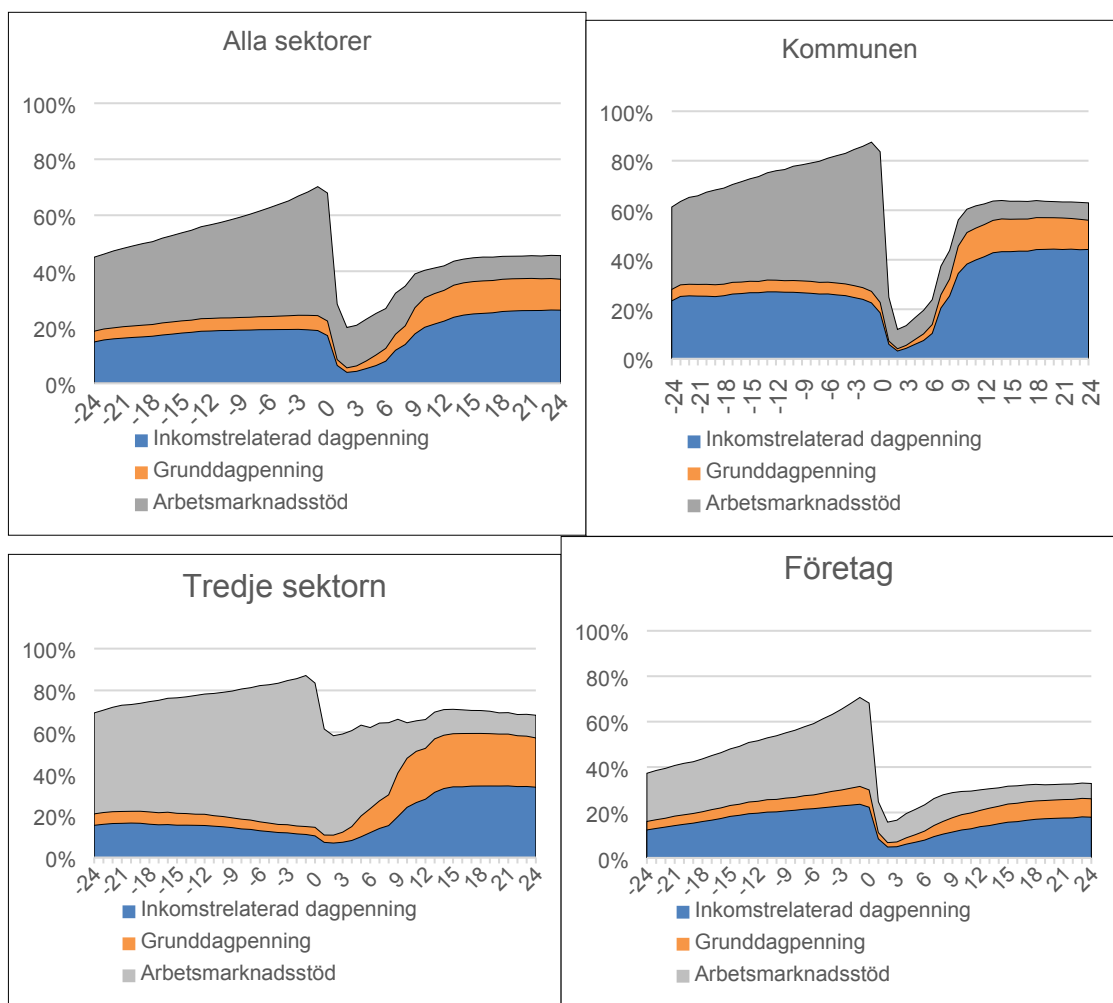 Alla sektorer
100%
80%
60%
40%
20%
0%
-24 -21 -18 -15 -12 -9 -6 -3 0 3 6 9 12 15 18 21 24
Inkomstrelaterad dagpenning
Grunddagpenning
Arbetsmarknadsstöd
Kommunen
100%
80%
60%
40%
20%
0%
-24 -21 -18 -15 -12 -9 -6 -3 0 3 6 9 12 15 18 21 24
Inkomstrelaterad dagpenning
Grunddagpenning
Arbetsmarknadsstöd
Tredje sektorn
100%
80%
60%
40%
20%
0%
-24 -21 -18 -15 -12 -9 -6 -3 0 3 6 9 12 15 18 21 24
Inkomstrelaterad dagpenning
Grunddagpenning
Arbetsmarknadsstöd
Företag
100%
80%
60%
40%
20%
0%
-24 -21 -18 -15 -12 -9 -6 -3 0 3 6 9 12 15 18 21 24
Inkomstrelaterad dagpenning
Grunddagpenning
Arbetsmarknadsstöd